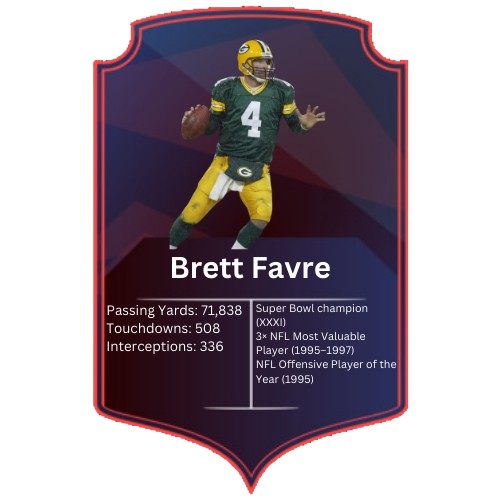 4
G
Brett Favre
Passing Yards: 71,838
Touchdowns: 508
Interceptions: 336
Super Bowl champion
(XXXI)
3× NFL Most Valuable
Player (1995–1997)
NFL Offensive Player of the
Year (1995)